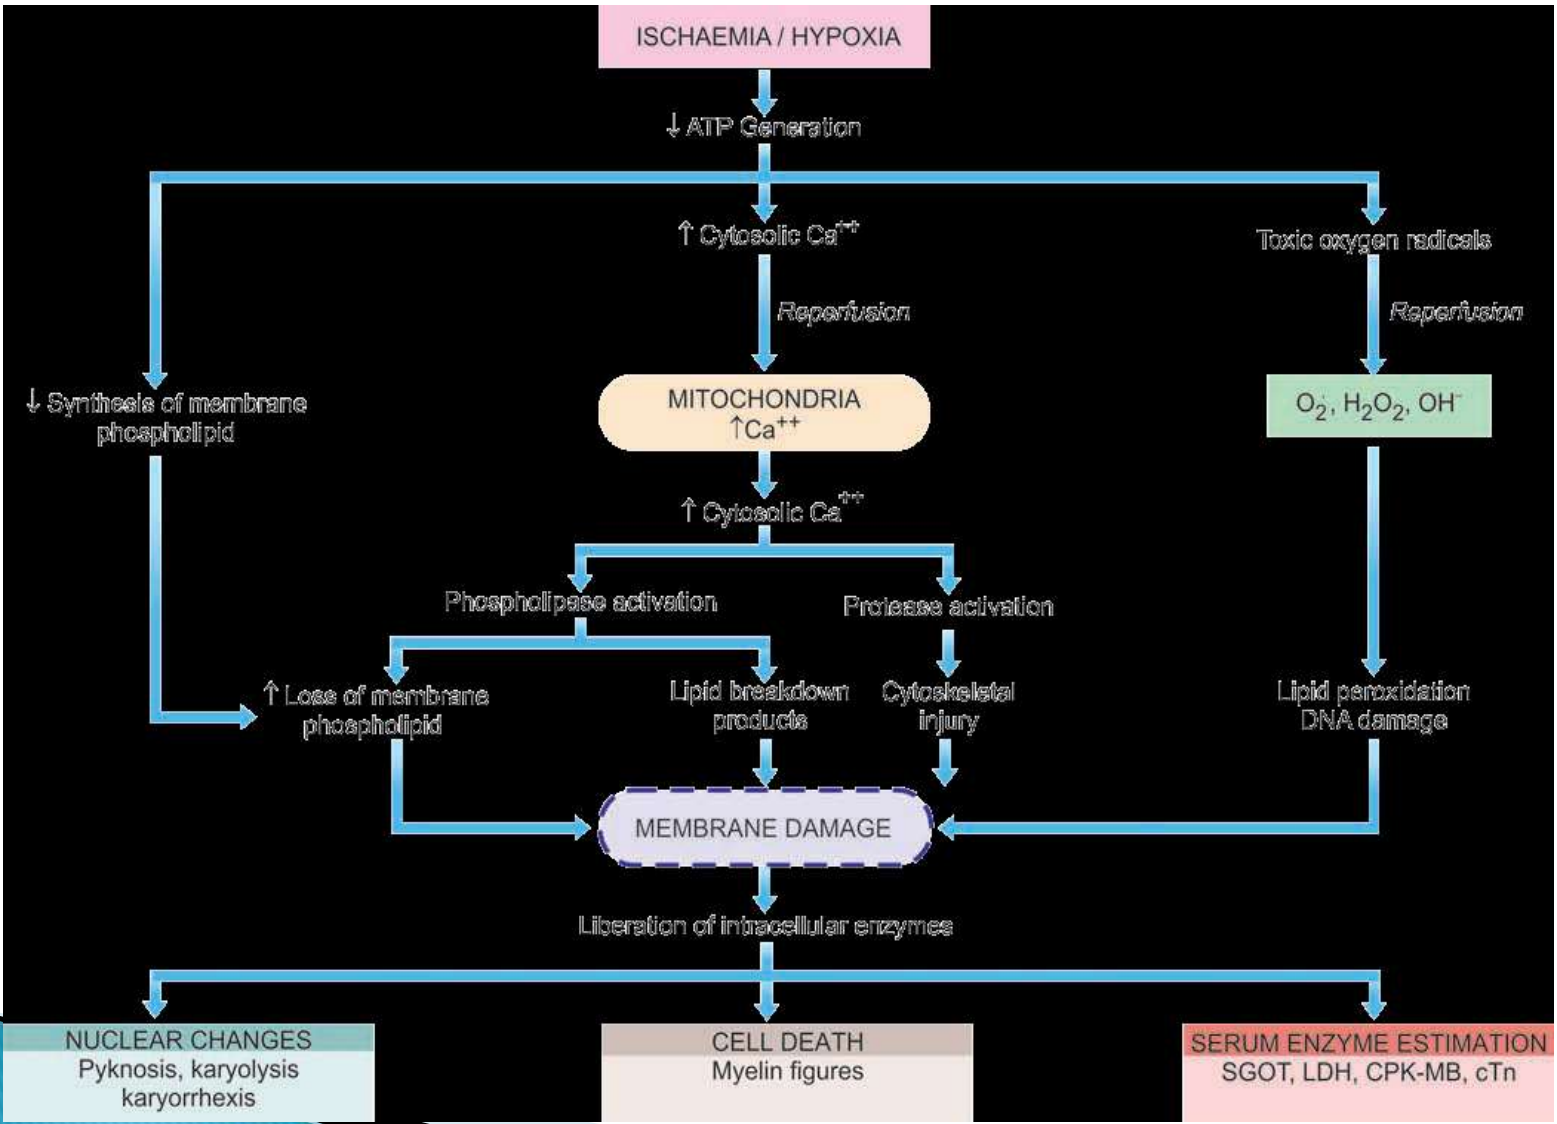 ISCHAEMIA / HYPOXIA
↓ ATP Generation
↑ Cytosolic Ca⁺⁺
Toxic oxygen radicals
Reperfusion
Reperfusion
↓ Synthesis of membrane
phospholipid
MITOCHONDRIA
↑Ca⁺⁺
O₂⁻, H₂O₂, OH⁻
↑ Cytosolic Ca⁺⁺
Phospholipase activation
Protease activation
↑ Loss of membrane
phospholipid
Lipid breakdown
products
Cytoskeletal
injury
Lipid peroxidation
DNA damage
MEMBRANE DAMAGE
Liberation of intracellular enzymes
NUCLEAR CHANGES
Pyknosis, karyolysis
karyorrhexis
CELL DEATH
Myelin figures
SERUM ENZYME ESTIMATION
SGOT, LDH, CPK-MB, cTn